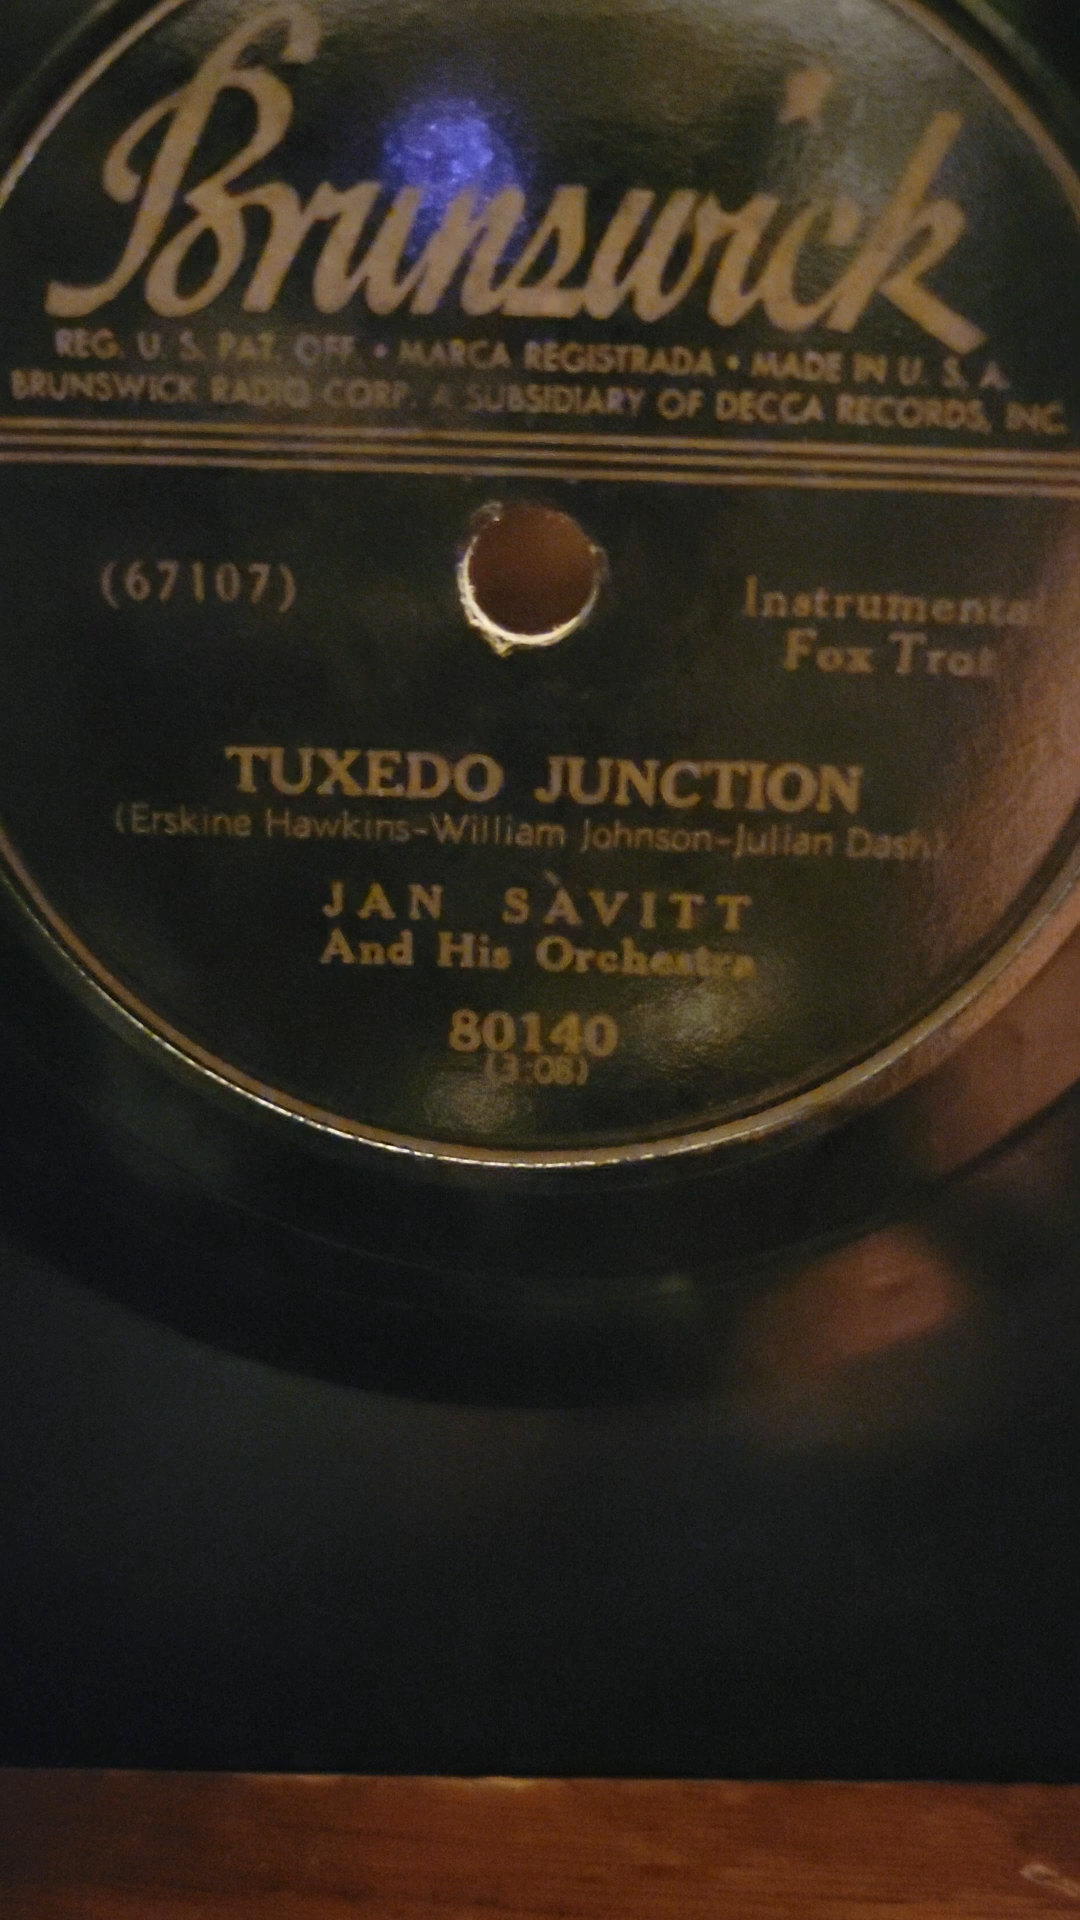 Brunswick
REG. U. S. PAT. OFF. • MARCA REGISTRADA • MADE IN U. S. A.
BRUNSWICK RADIO CORP. A SUBSIDIARY OF DECCA RECORDS, INC.
(67107)
Instrumental
Fox Trot
TUXEDO JUNCTION
(Erskine Hawkins-William Johnson-Julian Dash)
JAN SAVITT
And His Orchestra
80140
(3:08)